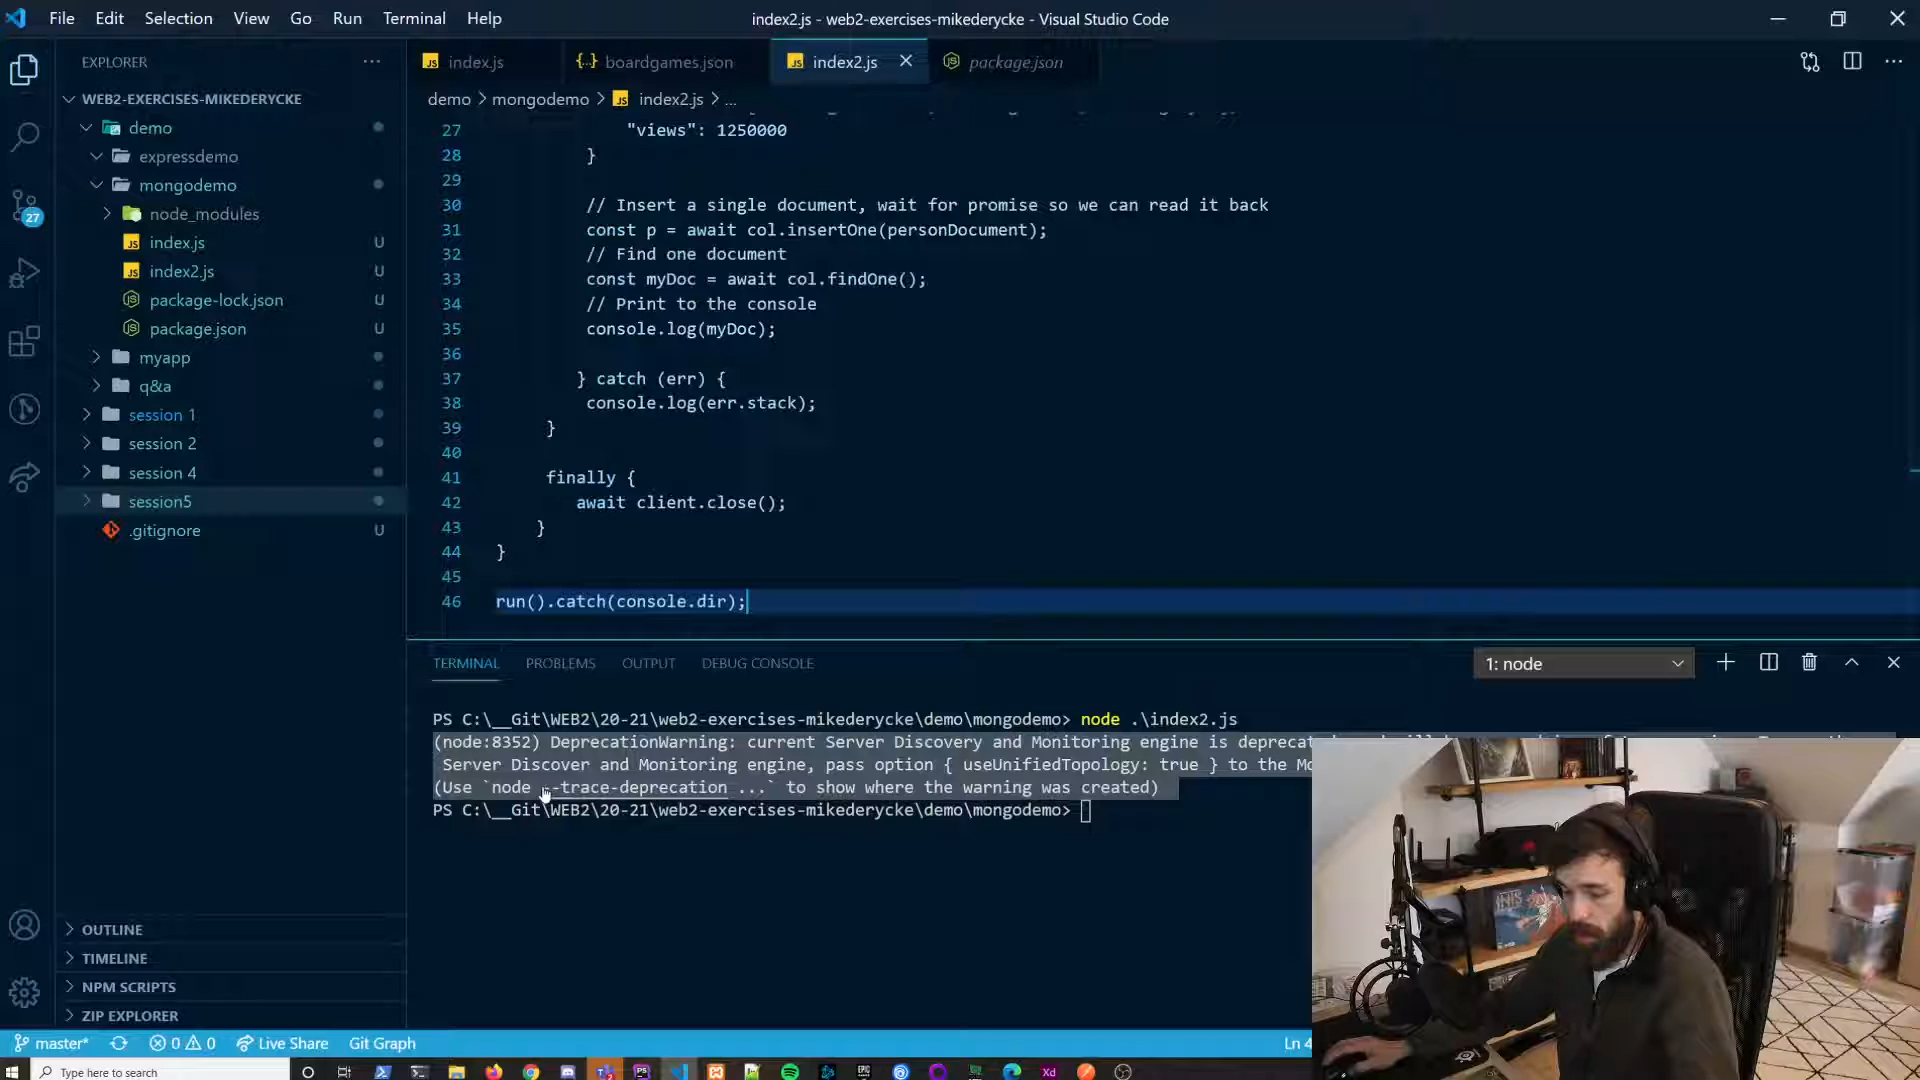 File Edit Selection View Go Run Terminal Help
index2.js - web2-exercises-mikederycke - Visual Studio Code
EXPLORER
WEB2-EXERCISES-MIKEDERYCKE
demo
expressdemo
mongodemo
node_modules
index.js U
index2.js U
package-lock.json U
package.json U
myapp
q&a
session 1
session 2
session 4
session5
.gitignore U
27
OUTLINE
TIMELINE
NPM SCRIPTS
ZIP EXPLORER
index.js
boardgames.json
index2.js
package.json
demo > mongodemo > index2.js > ...
27 "views": 1250000
28 }
29
30 // Insert a single document, wait for promise so we can read it back
31 const p = await col.insertOne(personDocument);
32 // Find one document
33 const myDoc = await col.findOne();
34 // Print to the console
35 console.log(myDoc);
36
37 } catch (err) {
38 console.log(err.stack);
39 }
40
41 finally {
42 await client.close();
43 }
44 }
45
46 run().catch(console.dir);
TERMINAL PROBLEMS OUTPUT DEBUG CONSOLE
1: node
PS C:\__Git\WEB2\20-21\web2-exercises-mikederycke\demo\mongodemo> node .\index2.js
(node:8352) DeprecationWarning: current Server Discovery and Monitoring engine is
Server Discover and Monitoring engine, pass option { useUnifiedTopology: true } to the
(Use `node --trace-deprecation ...` to show where the warning was created)
PS C:\__Git\WEB2\20-21\web2-exercises-mikederycke\demo\mongodemo>
master* 0 0 Live Share Git Graph
Type here to search
Xd